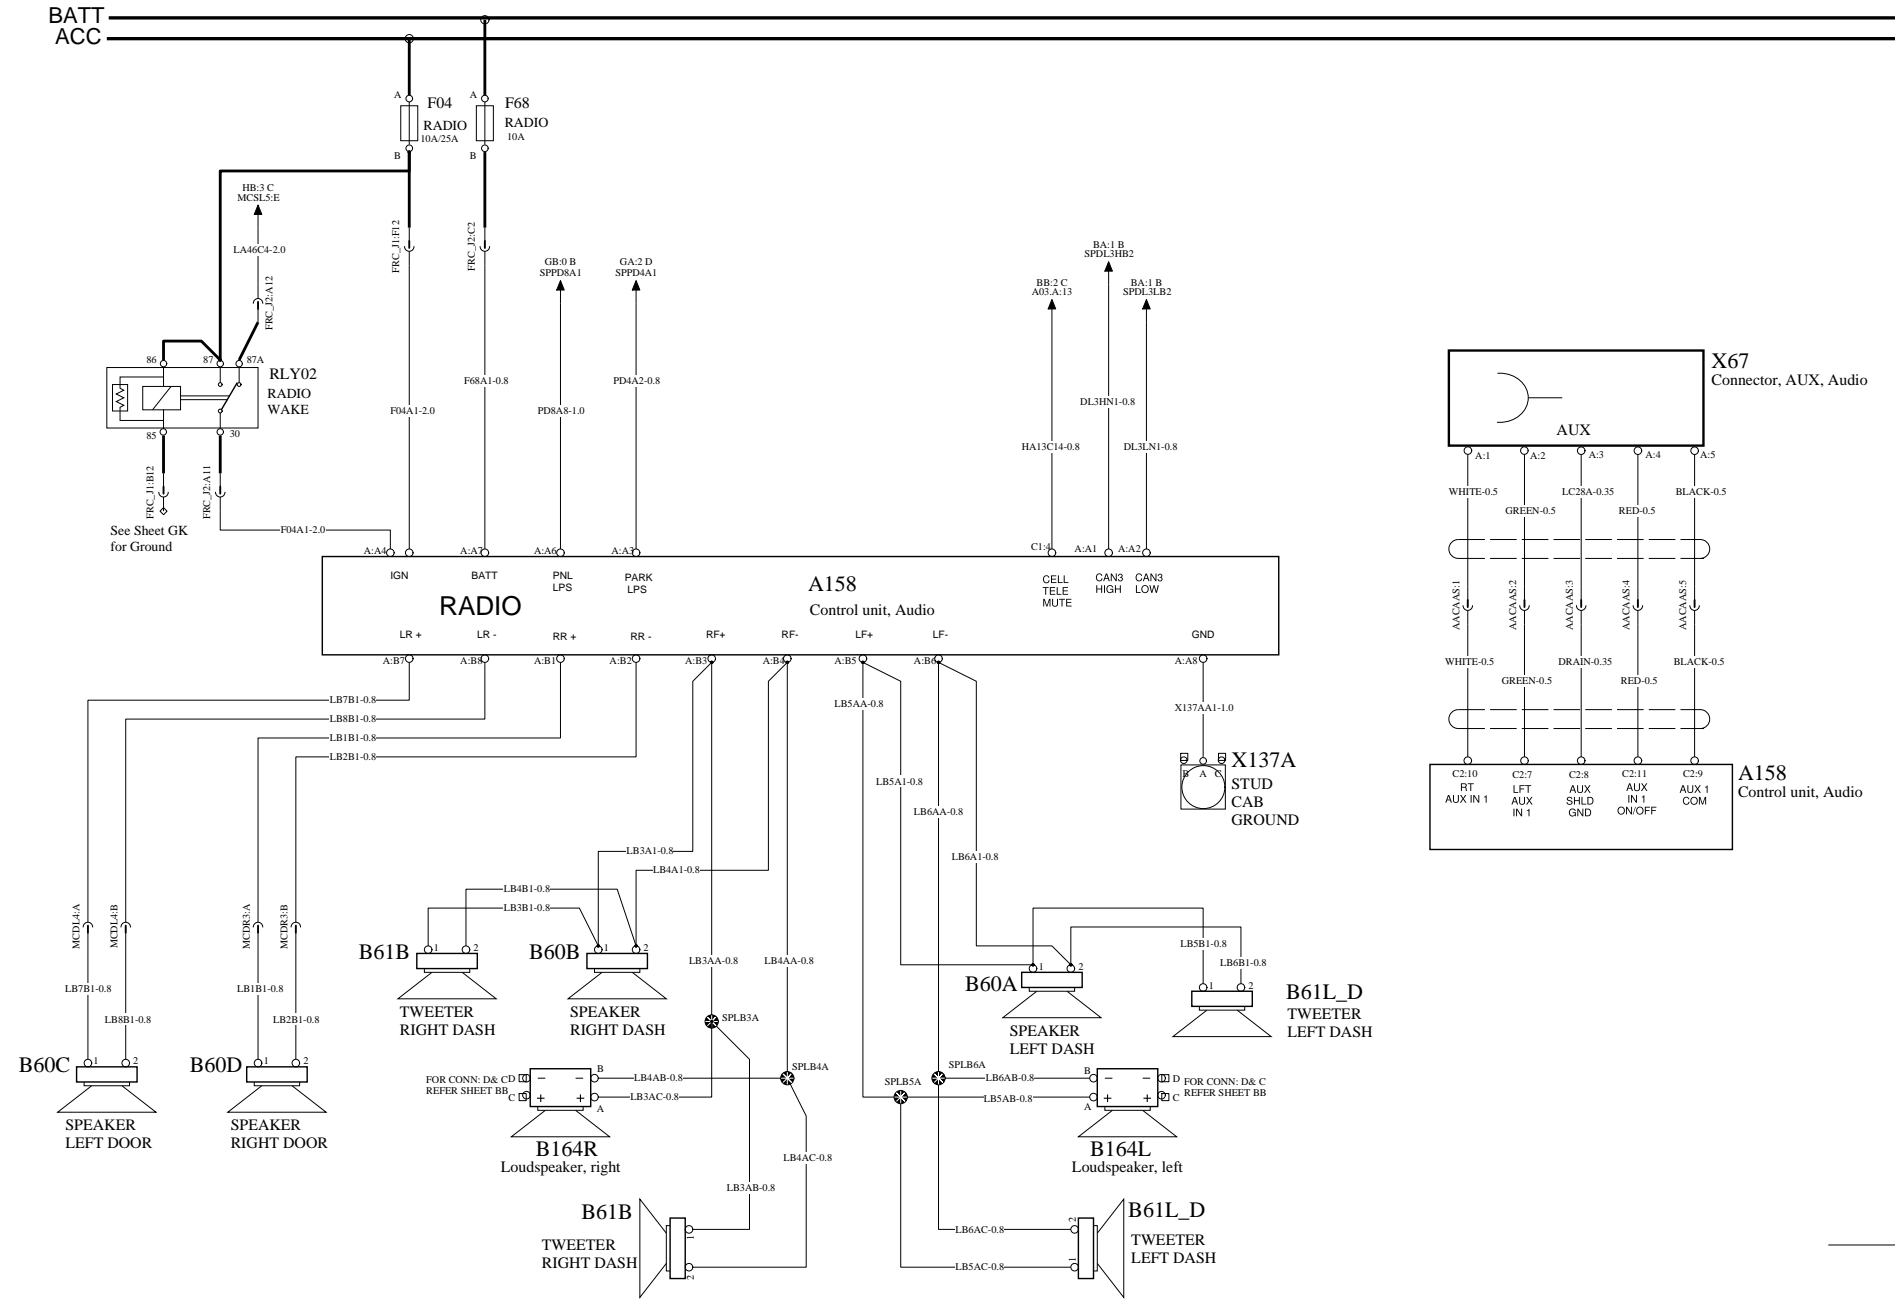 BATT
ACC
A
F04
RADIO
10A/25A
B
A
F68
RADIO
10A
B
HB:3 C
MCSL5:E
LA46C4-2.0
FRC_J2:A12
FRC_J1:F12
FRC_J2:C2
GB:0 B
SPPD8A1
GA:2 D
SPPD4A1
BB:2 C
A03.A:13
BA:1 B
SPDL3HB2
BA:1 B
SPDL3LB2
86
87
87A
RLY02
RADIO
WAKE
85
30
FRC_J1:B12
FRC_J2:A11
See Sheet GK
for Ground
F04A1-2.0
F04A1-2.0
F68A1-0.8
PD8A8-1.0
PD4A2-0.8
HA13C14-0.8
DL3HN1-0.8
DL3LN1-0.8
A:A4
A:A7
A:A6
A:A3
C1:4
A:A1
A:A2
IGN
BATT
PNL
LPS
PARK
LPS
RADIO
A158
Control unit, Audio
CELL
TELE
MUTE
CAN3
HIGH
CAN3
LOW
LR +
LR -
RR +
RR -
RF+
RF-
LF+
LF-
GND
A:B7
A:B8
A:B1
A:B2
A:B3
A:B4
A:B5
A:B6
A:A8
LB7B1-0.8
LB8B1-0.8
LB1B1-0.8
LB2B1-0.8
LB5AA-0.8
LB5A1-0.8
LB6AA-0.8
LB6A1-0.8
X137AA1-1.0
B
A
C
X137A
STUD
CAB
GROUND
LB3A1-0.8
LB4A1-0.8
LB4B1-0.8
LB3B1-0.8
MCDL4:A
MCDL4:B
MCDR3:A
MCDR3:B
LB7B1-0.8
LB8B1-0.8
LB1B1-0.8
LB2B1-0.8
B60C
1
2
SPEAKER
LEFT DOOR
B60D
1
2
SPEAKER
RIGHT DOOR
B61B
1
2
TWEETER
RIGHT DASH
B60B
1
2
SPEAKER
RIGHT DASH
LB3AA-0.8
LB4AA-0.8
SPLB3A
SPLB4A
FOR CONN: D& C
REFER SHEET BB
D
C
B
A
LB4AB-0.8
LB3AC-0.8
B164R
Loudspeaker, right
LB4AC-0.8
LB3AB-0.8
B61B
TWEETER
RIGHT DASH
1
2
B60A
1
2
SPEAKER
LEFT DASH
LB5B1-0.8
LB6B1-0.8
1
2
B61L_D
TWEETER
LEFT DASH
SPLB6A
SPLB5A
LB6AB-0.8
LB5AB-0.8
B
A
D
C
FOR CONN: D& C
REFER SHEET BB
B164L
Loudspeaker, left
LB6AC-0.8
LB5AC-0.8
2
1
B61L_D
TWEETER
LEFT DASH
X67
Connector, AUX, Audio
AUX
A:1
A:2
A:3
A:4
A:5
WHITE-0.5
GREEN-0.5
LC28A-0.35
RED-0.5
BLACK-0.5
AACAAS:1
AACAAS:2
AACAAS:3
AACAAS:4
AACAAS:5
WHITE-0.5
GREEN-0.5
DRAIN-0.35
RED-0.5
BLACK-0.5
C2:10
RT
AUX IN 1
C2:7
LFT
AUX
IN 1
C2:8
AUX
SHLD
GND
C2:11
AUX
IN 1
ON/OFF
C2:9
AUX 1
COM
A158
Control unit, Audio